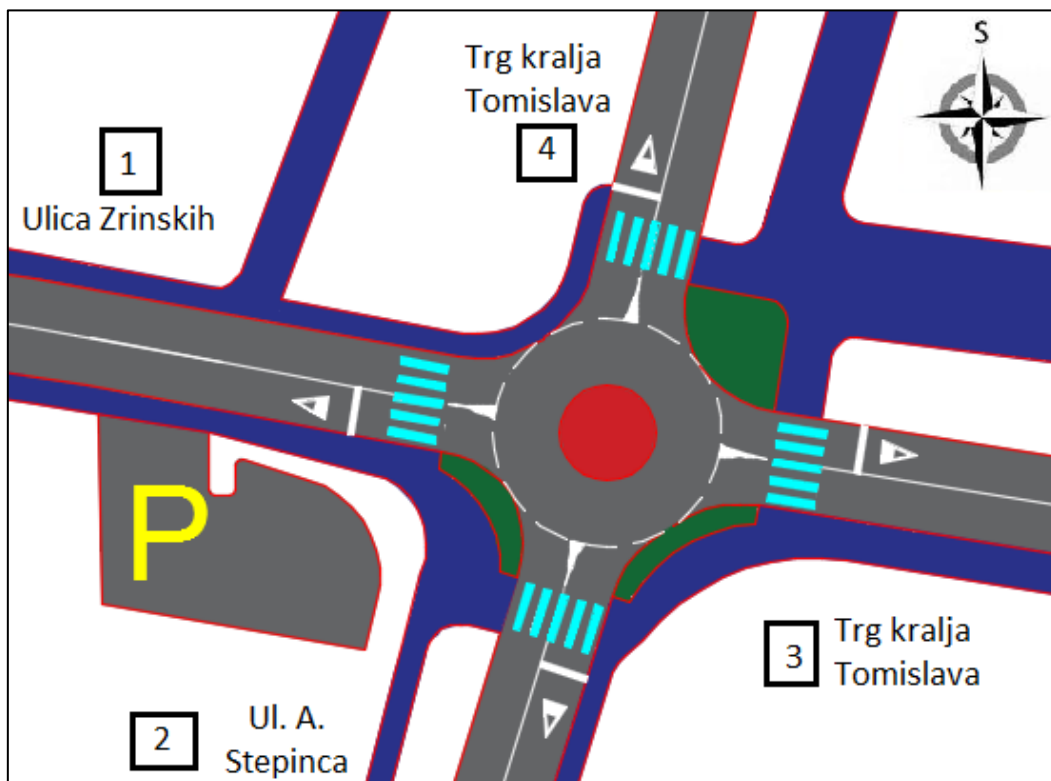 S
Trg kralja
Tomislava
4
1
Ulica Zrinskih
P
3
Trg kralja
Tomislava
2
Ul. A.
Stepinca